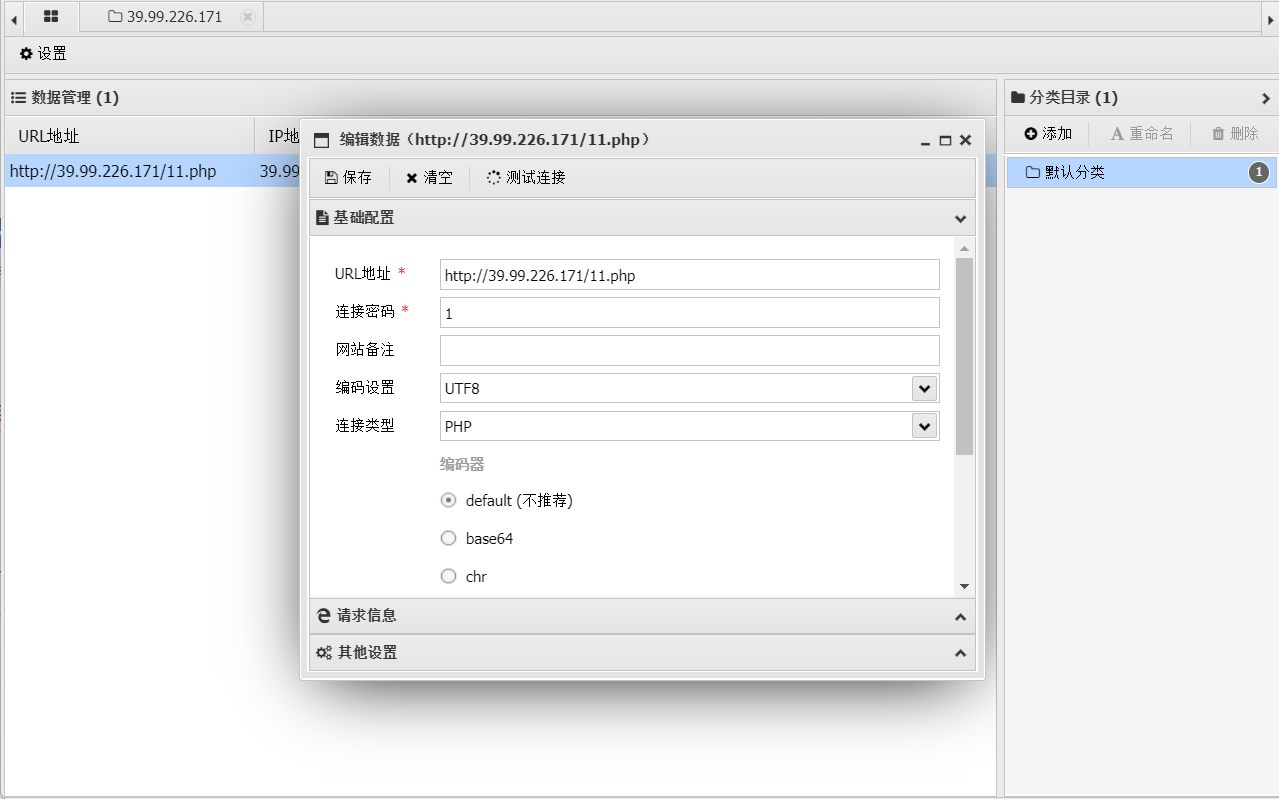 39.99.226.171
设置
数据管理 (1)
分类目录 (1)
URL地址
IP地
添加
重命名
删除
http://39.99.226.171/11.php
39.99
默认分类
1
编辑数据（http://39.99.226.171/11.php）
保存
清空
测试连接
基础配置
URL地址 *
http://39.99.226.171/11.php
连接密码 *
1
网站备注
编码设置
UTF8
连接类型
PHP
编码器
default (不推荐)
base64
chr
请求信息
其他设置